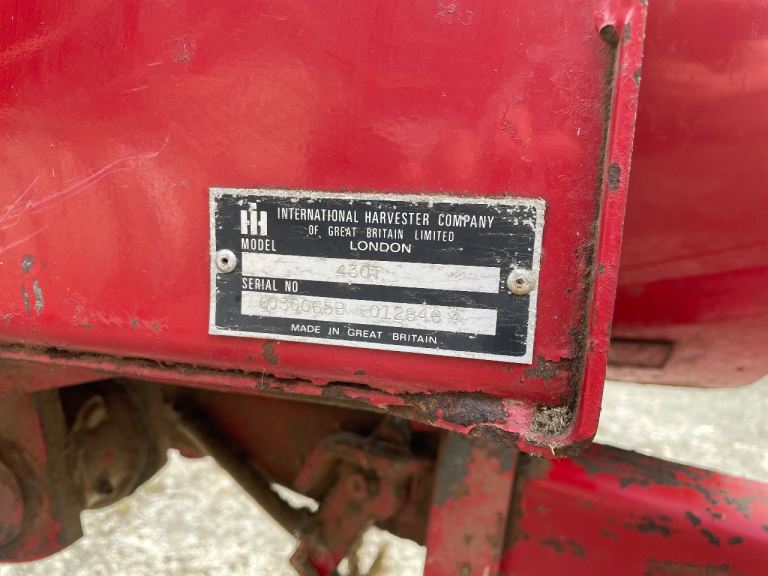 IH INTERNATIONAL HARVESTER COMPANY
OF GREAT BRITAIN LIMITED
MODEL LONDON
430T
SERIAL NO
MADE IN GREAT BRITAIN